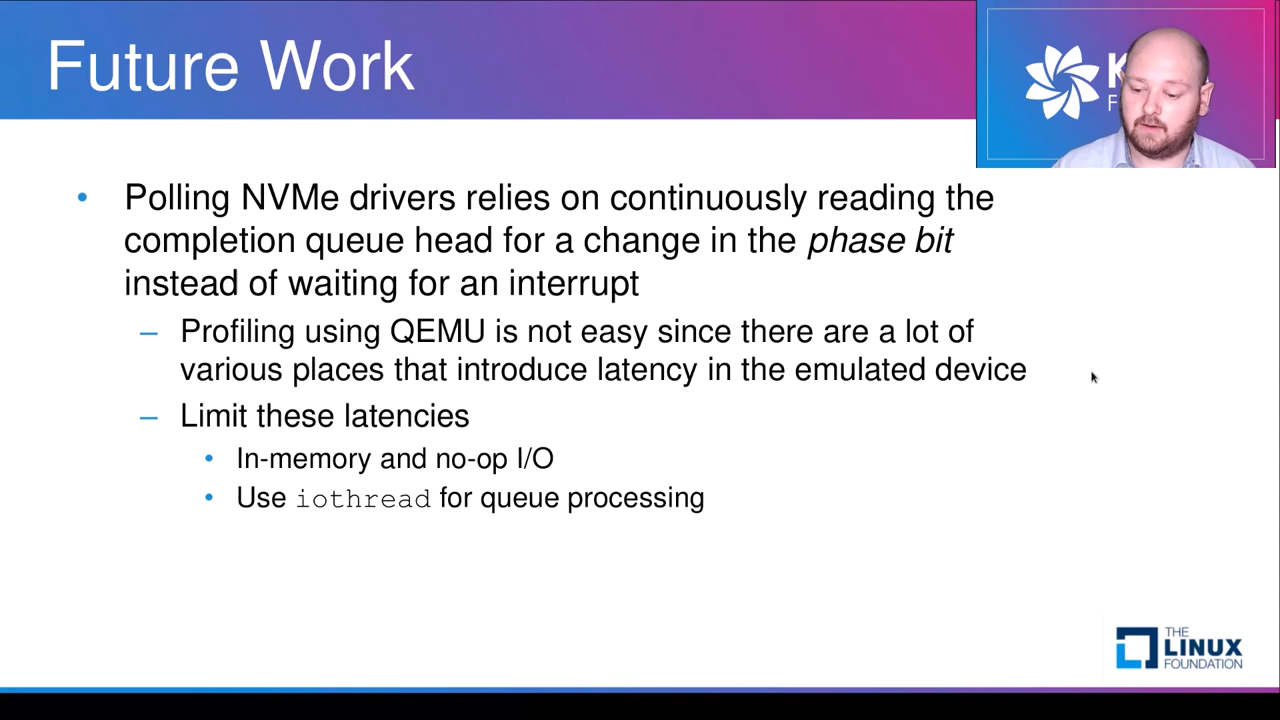 Future Work
K
F
Polling NVMe drivers relies on continuously reading the
completion queue head for a change in the phase bit
instead of waiting for an interrupt
Profiling using QEMU is not easy since there are a lot of
various places that introduce latency in the emulated device
Limit these latencies
In-memory and no-op I/O
Use iothread for queue processing
THE
LINUX
FOUNDATION